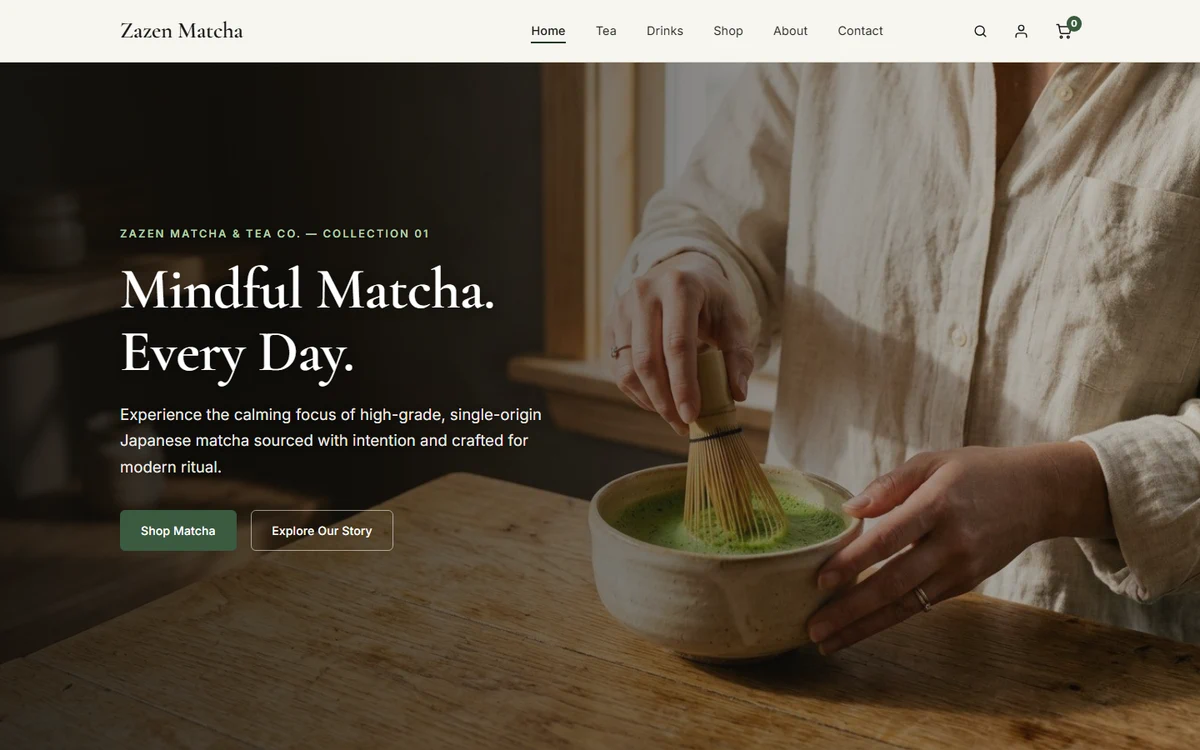 Zazen Matcha
Home Tea Drinks Shop About Contact
0
ZAZEN MATCHA & TEA CO. — COLLECTION 01
Mindful Matcha.
Every Day.
Experience the calming focus of high-grade, single-origin
Japanese matcha sourced with intention and crafted for
modern ritual.
Shop Matcha
Explore Our Story